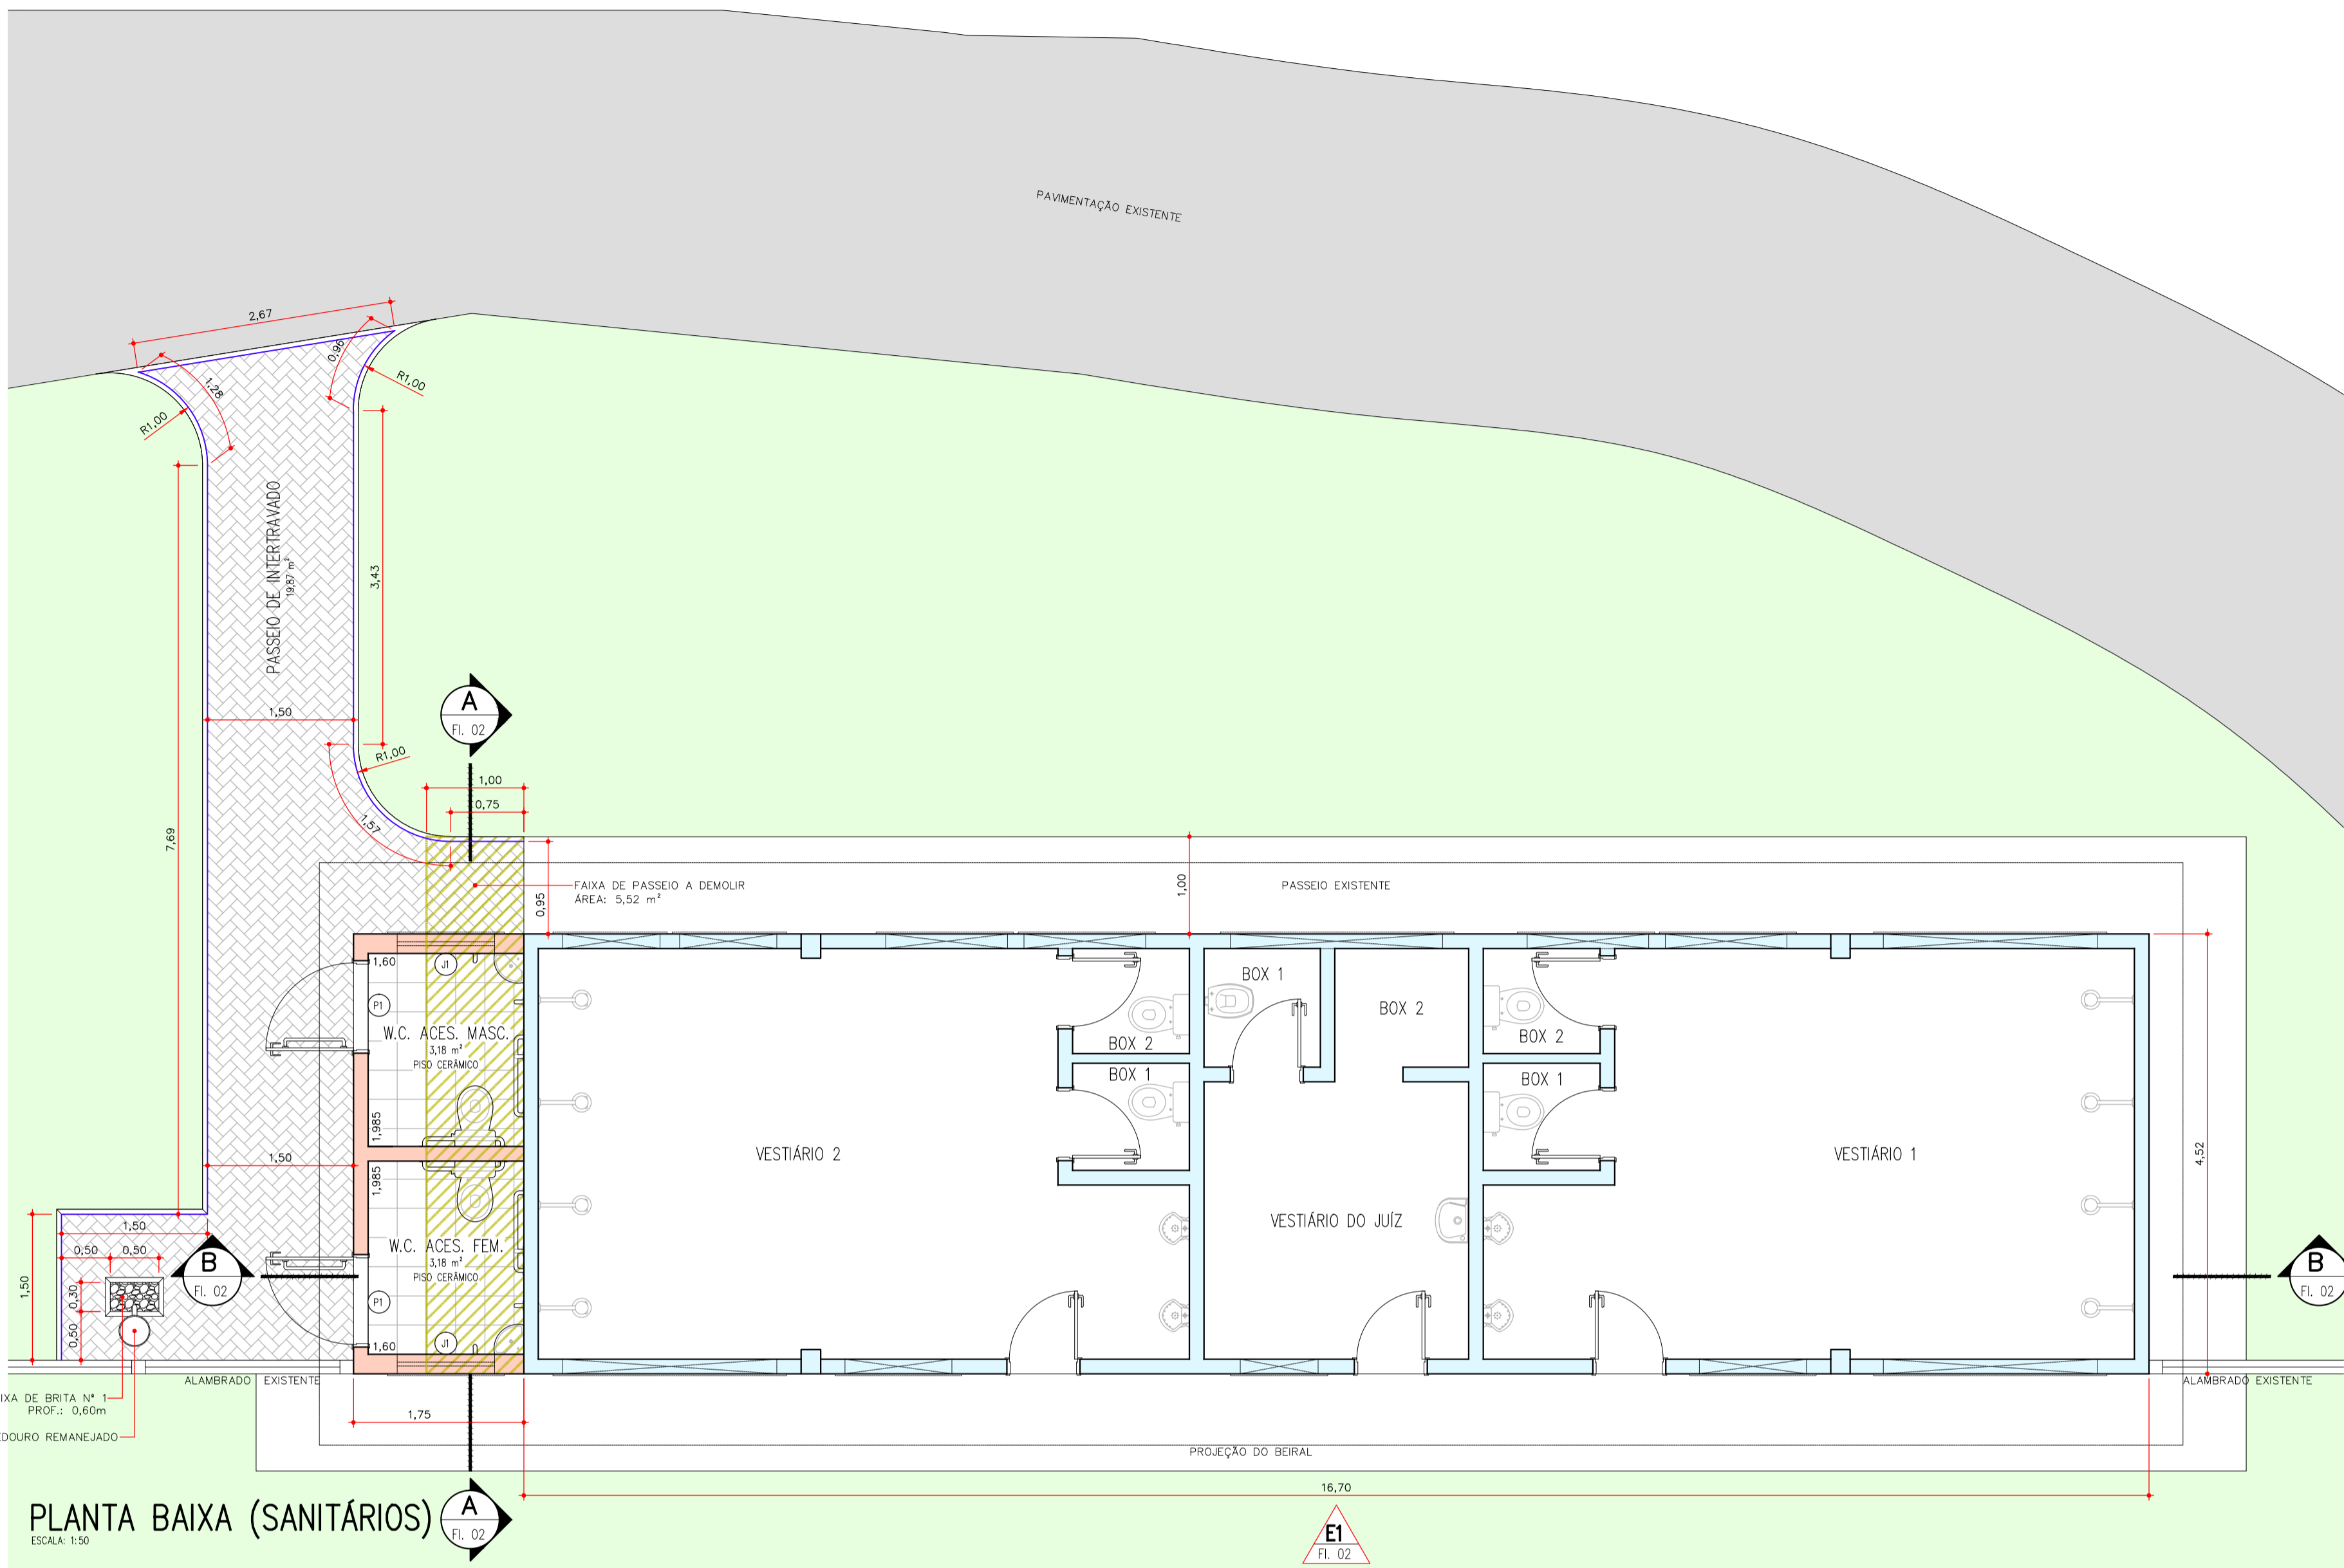 PAVIMENTAÇÃO EXISTENTE
2,67
0,96
1,28
R1,00
R1,00
PASSEIO DE INTERTRAVADO
19,87 m²
3,43
7,69
1,50
R1,00
1,57
A
Fl. 02
1,00
0,75
FAIXA DE PASSEIO A DEMOLIR
ÁREA: 5,52 m²
0,95
1,00
PASSEIO EXISTENTE
1,60
J1
P1
W.C. ACES. MASC.
3,18 m²
PISO CERÂMICO
1,985
BOX 2
BOX 1
BOX 1
BOX 2
BOX 2
BOX 1
VESTIÁRIO 2
VESTIÁRIO DO JUÍZ
VESTIÁRIO 1
4,52
1,50
1,985
W.C. ACES. FEM.
3,18 m²
PISO CERÂMICO
P1
J1
1,60
1,50
0,50
0,50
1,50
0,30
0,50
B
Fl. 02
B
Fl. 02
ALAMBRADO EXISTENTE
ALAMBRADO EXISTENTE
IXA DE BRITA N° 1
PROF.: 0,60m
EDOURO REMANEJADO
1,75
PROJEÇÃO DO BEIRAL
16,70
PLANTA BAIXA (SANITÁRIOS)
ESCALA: 1:50
A
Fl. 02
E1
Fl. 02